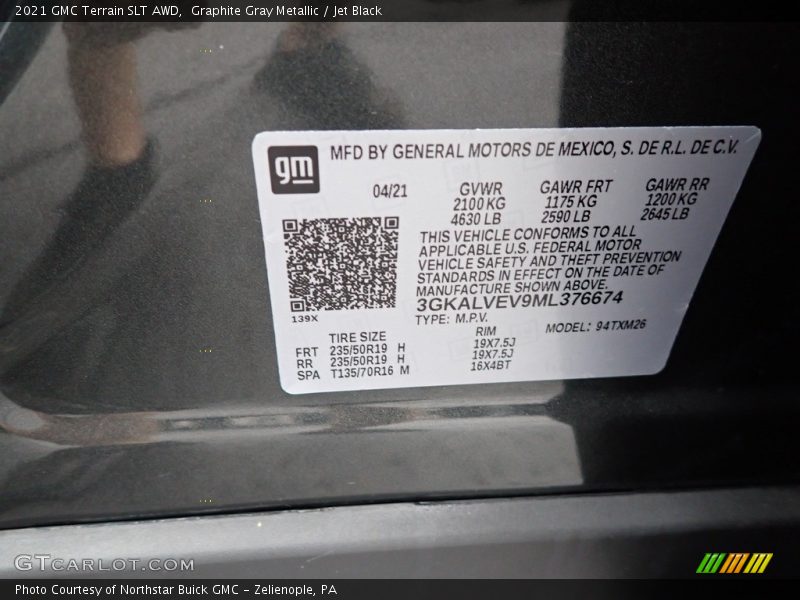 2021 GMC Terrain SLT AWD, Graphite Gray Metallic / Jet Black
gm MFD BY GENERAL MOTORS DE MEXICO, S. DE R.L. DE C.V.
04/21 GVWR GAWR FRT GAWR RR
2100 KG 1175 KG 1200 KG
4630 LB 2590 LB 2645 LB
THIS VEHICLE CONFORMS TO ALL
APPLICABLE U.S. FEDERAL MOTOR
VEHICLE SAFETY AND THEFT PREVENTION
STANDARDS IN EFFECT ON THE DATE OF
MANUFACTURE SHOWN ABOVE.
3GKALVEV9ML376674
139X
TYPE: M.P.V. MODEL: 94TXM26
TIRE SIZE RIM
FRT 235/50R19 H 19X7.5J
RR 235/50R19 H 19X7.5J
SPA T135/70R16 M 16X4BT
GTCARLOT.COM
Photo Courtesy of Northstar Buick GMC - Zelienople, PA